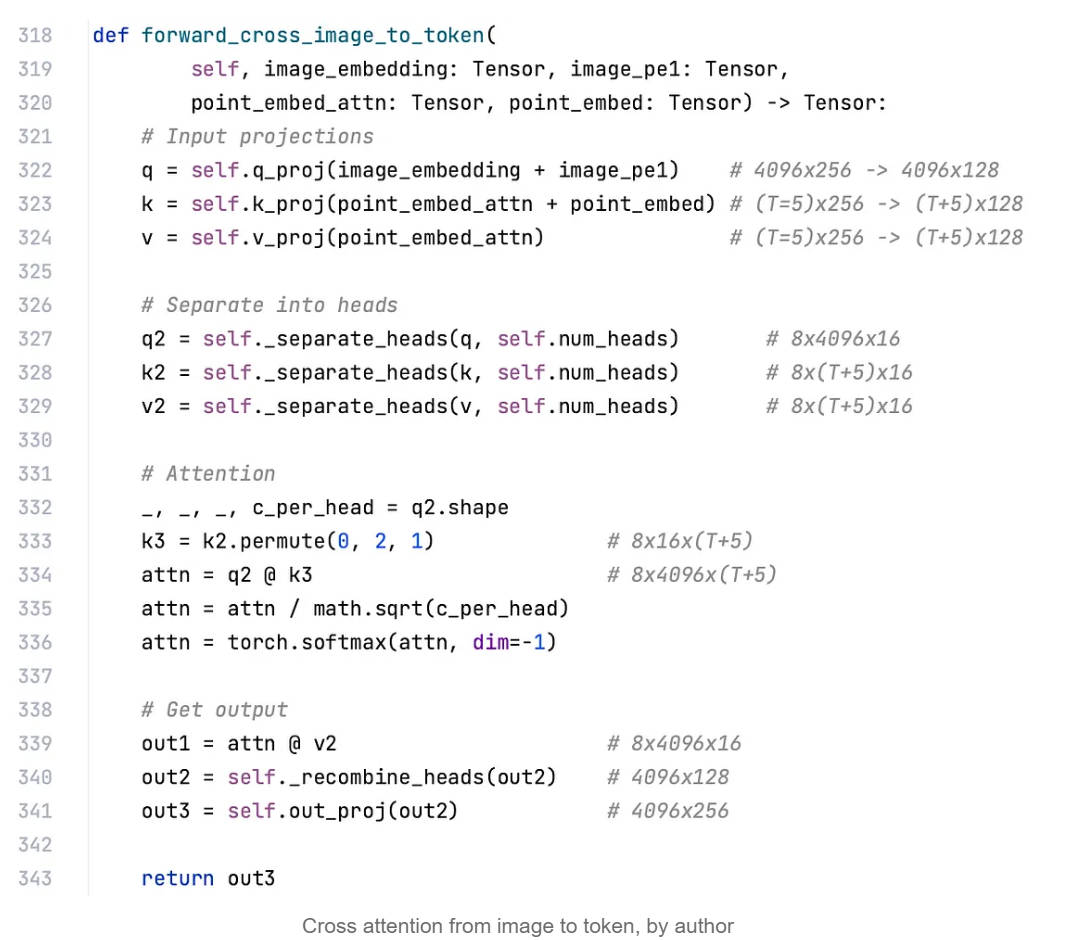 318 def forward_cross_image_to_token(
319 self, image_embedding: Tensor, image_pe1: Tensor,
320 point_embed_attn: Tensor, point_embed: Tensor) -> Tensor:
321 # Input projections
322 q = self.q_proj(image_embedding + image_pe1) # 4096x256 -> 4096x128
323 k = self.k_proj(point_embed_attn + point_embed) # (T=5)x256 -> (T+5)x128
324 v = self.v_proj(point_embed_attn) # (T=5)x256 -> (T+5)x128
325
326 # Separate into heads
327 q2 = self._separate_heads(q, self.num_heads) # 8x4096x16
328 k2 = self._separate_heads(k, self.num_heads) # 8x(T+5)x16
329 v2 = self._separate_heads(v, self.num_heads) # 8x(T+5)x16
330
331 # Attention
332 _, _, _, c_per_head = q2.shape
333 k3 = k2.permute(0, 2, 1) # 8x16x(T+5)
334 attn = q2 @ k3 # 8x4096x(T+5)
335 attn = attn / math.sqrt(c_per_head)
336 attn = torch.softmax(attn, dim=-1)
337
338 # Get output
339 out1 = attn @ v2 # 8x4096x16
340 out2 = self._recombine_heads(out2) # 4096x128
341 out3 = self.out_proj(out2) # 4096x256
342
343 return out3
Cross attention from image to token, by author